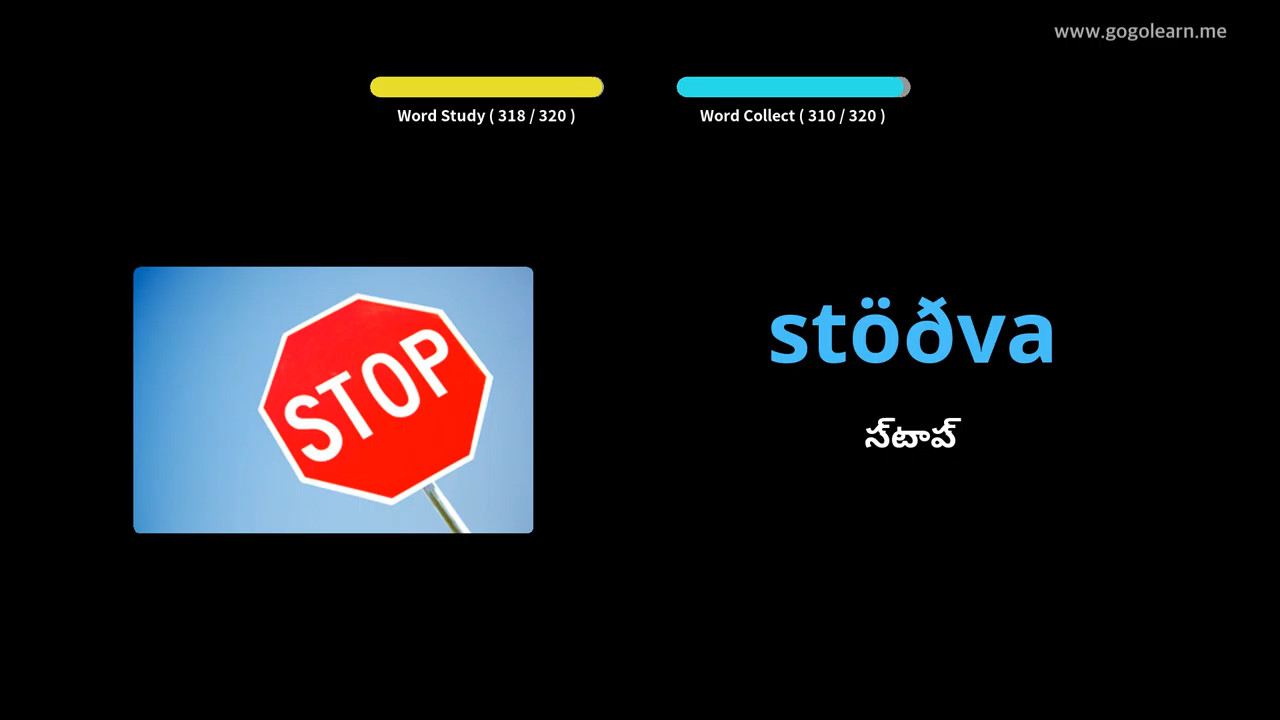 www.gogolearn.me
Word Study ( 318 / 320 )
Word Collect ( 310 / 320 )
STOP
stöðva
స్‌టాప్